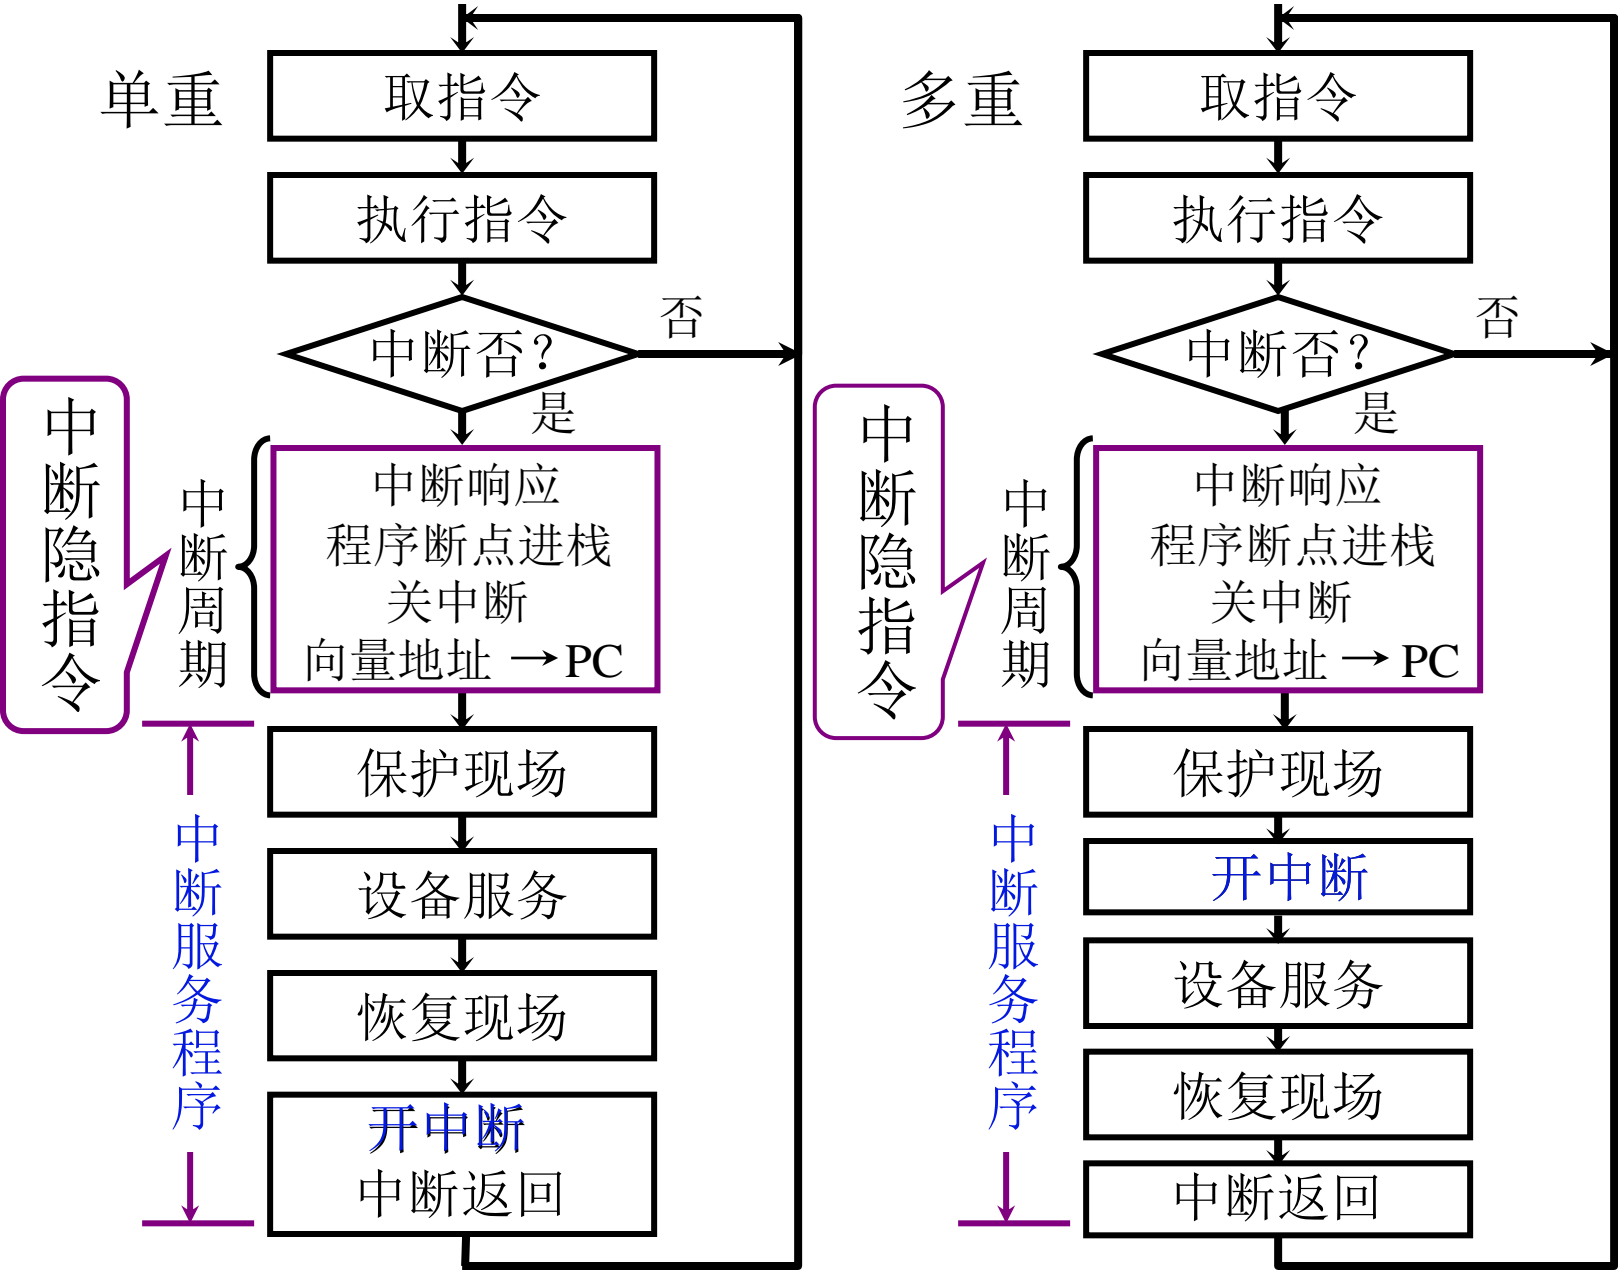 单重
取指令
执行指令
中断否？
否
是
中断隐指令
中断周期
中断响应
程序断点进栈
关中断
向量地址 → PC
中断服务程序
保护现场
设备服务
恢复现场
开中断
中断返回
多重
取指令
执行指令
中断否？
否
是
中断隐指令
中断周期
中断响应
程序断点进栈
关中断
向量地址 → PC
中断服务程序
保护现场
开中断
设备服务
恢复现场
中断返回